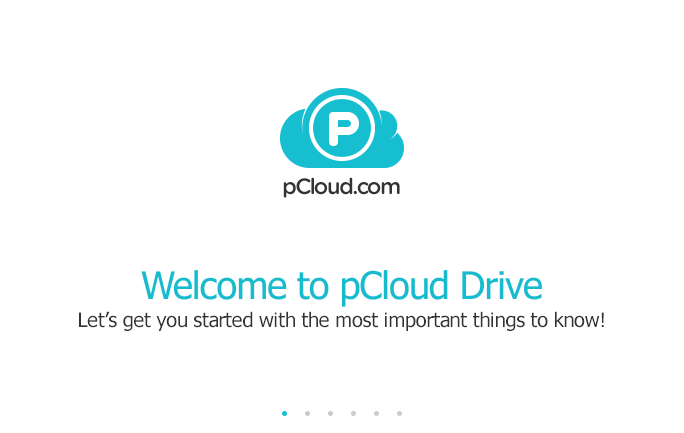 P
pCloud.com
Welcome to pCloud Drive
Let’s get you started with the most important things to know!